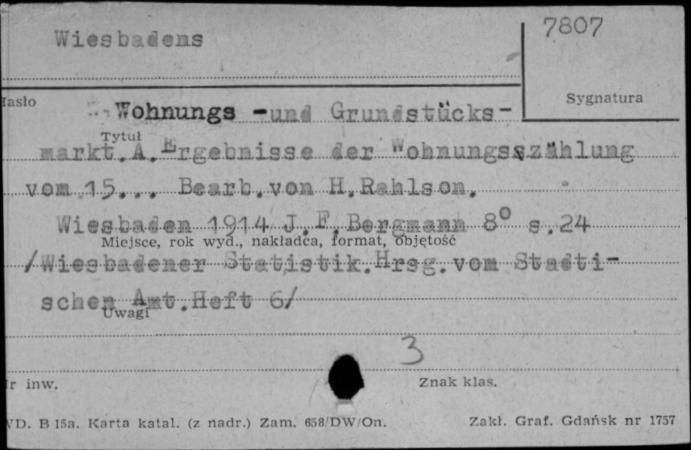 Wiesbadens
7807
Sygnatura
Hasło
Wohnungs -und Grundstücks-
Tytuł
markt.A.Ergebnisse der Wohnungsszählung
vom 15... Bearb.von H.Rahlson.
Wiesbaden 1914 J.F.Bergmann 8° s.24
Miejsce, rok wyd., nakładca, format, objętość
/Wiesbadener Statistik.Hrsg.vom Stadti-
schen Amt.Heft 6/
Uwagi
3
Nr inw.
Znak klas.
WD. B 15a. Karta katal. (z nadr.) Zam. 658/DW/On.
Zakł. Graf. Gdańsk nr 1757